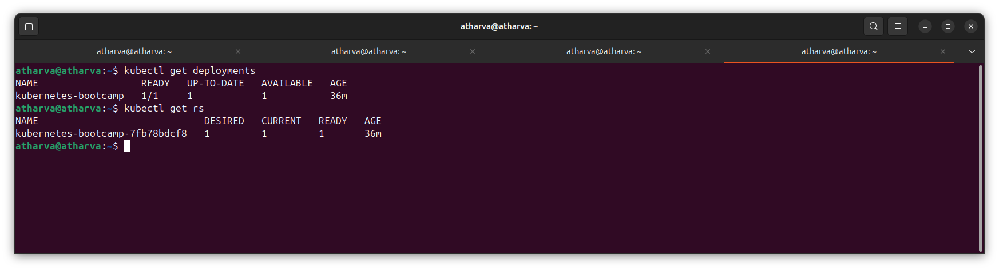 atharva@atharva: ~
atharva@atharva: ~ atharva@atharva: ~ atharva@atharva: ~ atharva@atharva: ~
atharva@atharva:~$ kubectl get deployments
NAME                  READY   UP-TO-DATE   AVAILABLE   AGE
kubernetes-bootcamp   1/1     1            1           36m
atharva@atharva:~$ kubectl get rs
NAME                             DESIRED   CURRENT   READY   AGE
kubernetes-bootcamp-7fb78bdcf8   1         1         1       36m
atharva@atharva:~$